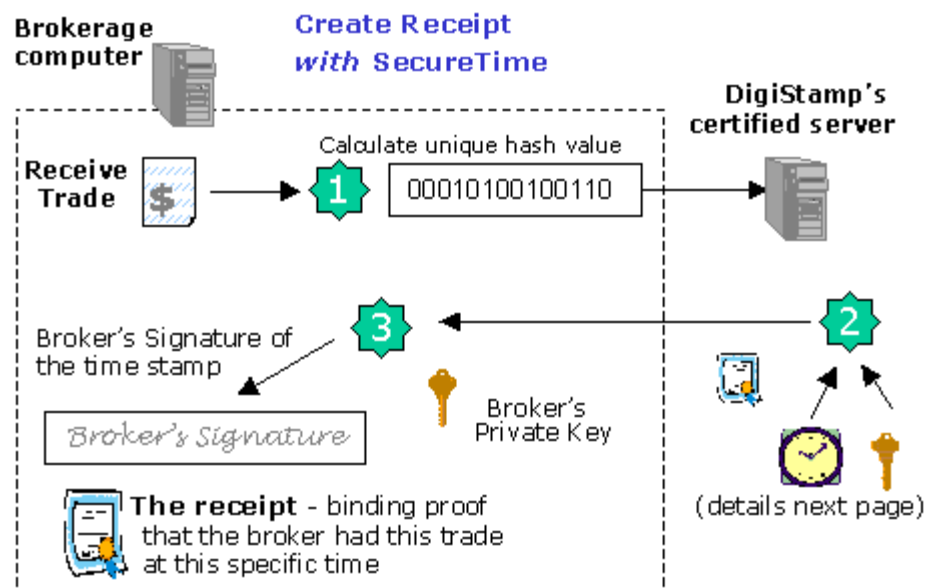 Brokerage
computer
Create Receipt
with SecureTime
DigiStamp's
certified server
Receive
Trade
$
1
Calculate unique hash value
00010100100110
3
2
Broker's Signature of
the time stamp
Broker's Signature
Broker's
Private Key
(details next page)
The receipt - binding proof
that the broker had this trade
at this specific time